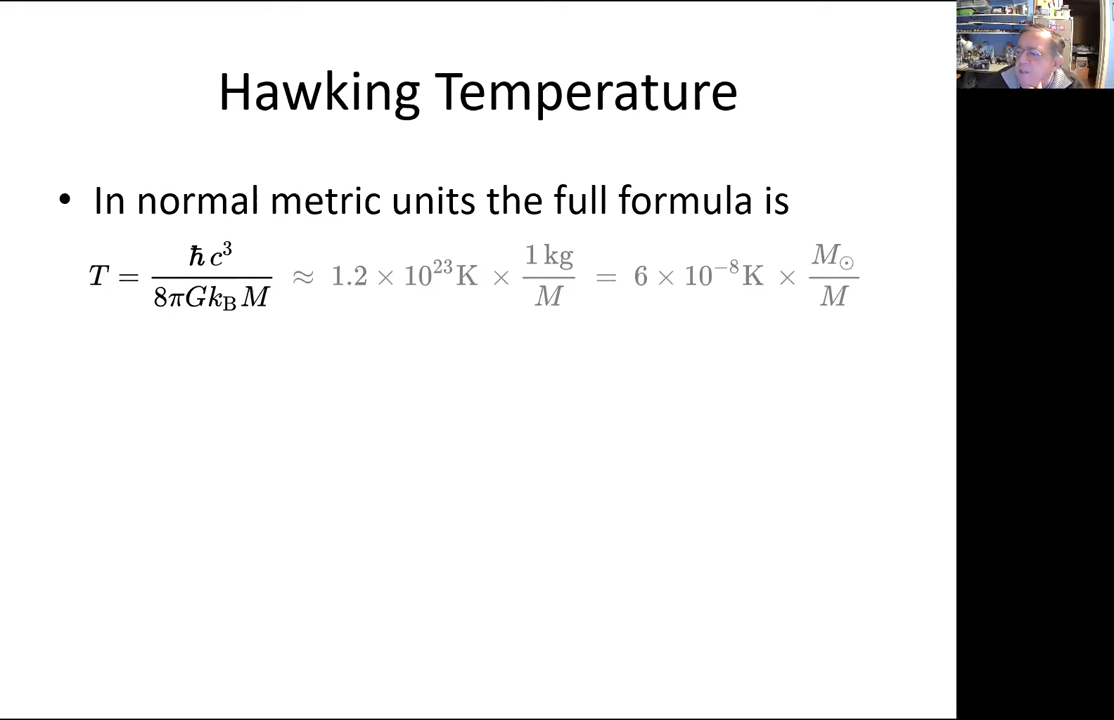 Hawking Temperature
• In normal metric units the full formula is
T = ħ c³ / 8πGk_B M ≈ 1.2 × 10²³ K × 1 kg / M = 6 × 10⁻⁸ K × M_⊙ / M